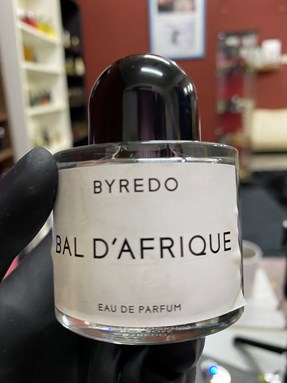 BYREDO
BAL D'AFRIQUE
EAU DE PARFUM